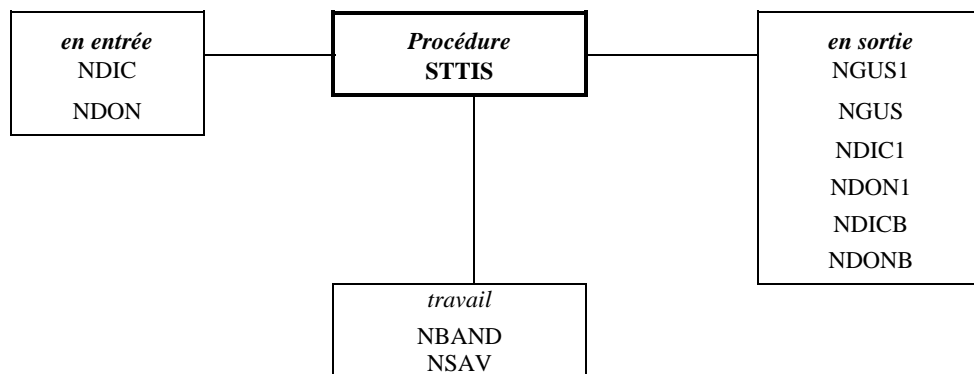 en entrée
NDIC
NDON
Procédure
STTIS
en sortie
NGUS1
NGUS
NDIC1
NDON1
NDICB
NDONB
travail
NBAND
NSAV